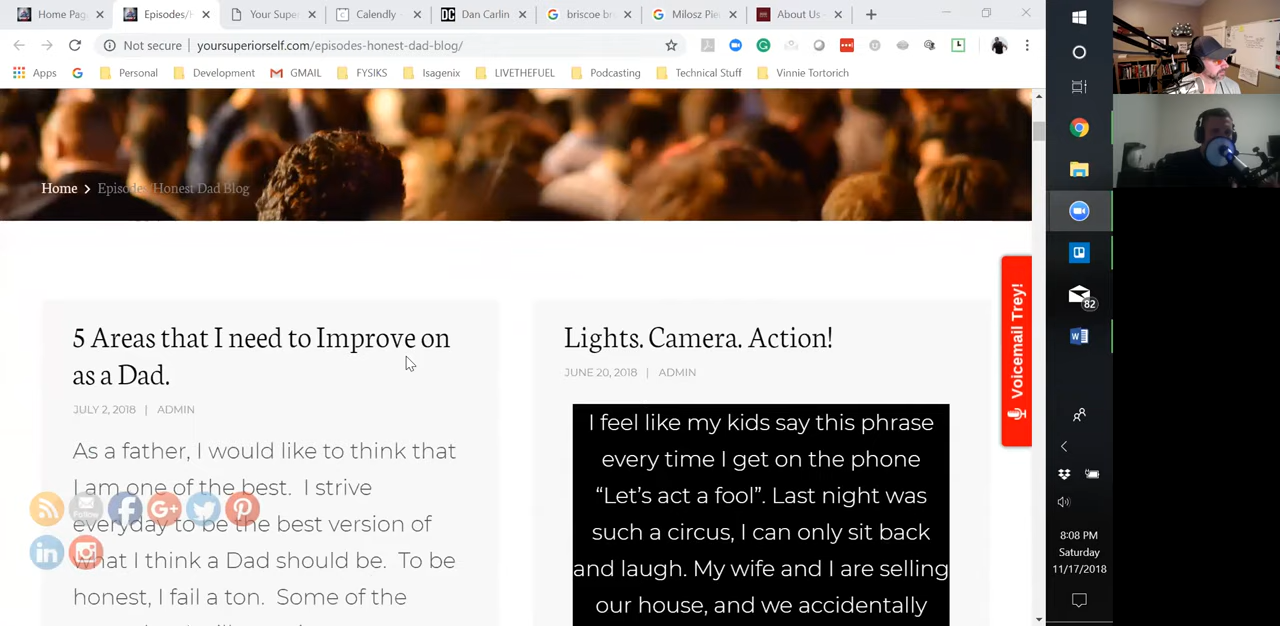 Home Page
Episodes/H
Your Super
Calendly
Dan Carlin
briscoe br
Milosz Pie
About Us
Not secure | yoursuperiorself.com/episodes-honest-dad-blog/
Apps
Personal
Development
GMAIL
FYSIKS
Isagenix
LIVETHEFUEL
Podcasting
Technical Stuff
Vinnie Tortorich
Home > Episodes Honest Dad Blog
5 Areas that I need to Improve on
as a Dad.
JULY 2, 2018 | ADMIN
As a father, I would like to think that
I am one of the best. I strive
everyday to be the best version of
what I think a Dad should be. To be
honest, I fail a ton. Some of the
Follow
Lights. Camera. Action!
JUNE 20, 2018 | ADMIN
I feel like my kids say this phrase
every time I get on the phone
“Let’s act a fool”. Last night was
such a circus, I can only sit back
and laugh. My wife and I are selling
our house, and we accidentally
Voicemail Trey!
82
8:08 PM
Saturday
11/17/2018